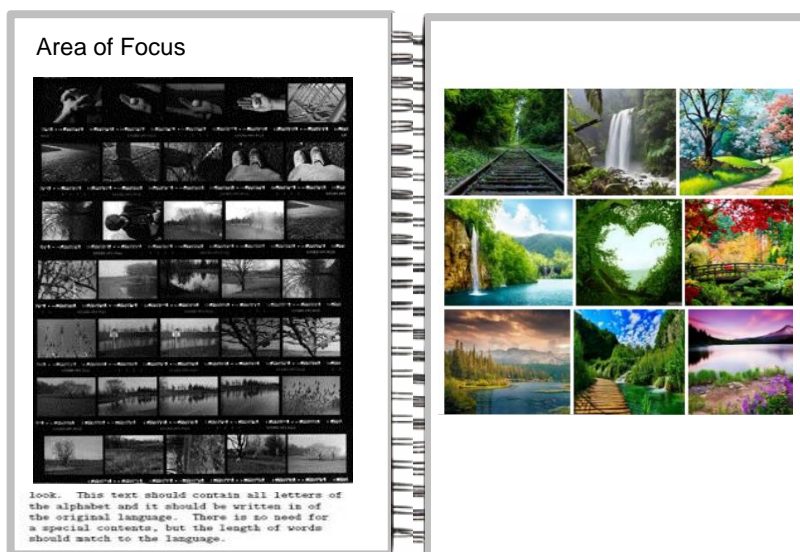 Area of Focus
look. This text should contain all letters of
the alphabet and it should be written in of
the original language. There is no need for
a special contents, but the length of words
should match to the language.